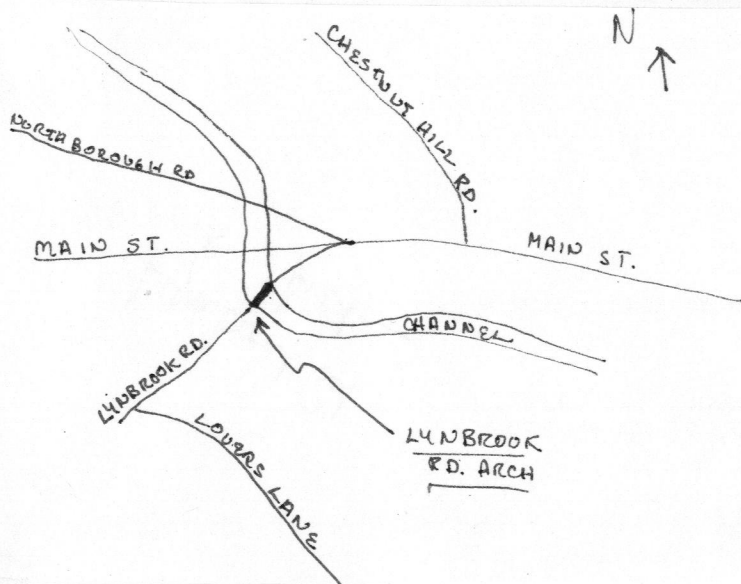 N
CHESTNUT HILL RD.
NORTHBOROUGH RD
MAIN ST.
MAIN ST.
CHANNEL
LYNBROOK RD.
LOVERS LANE
LYNBROOK
RD. ARCH